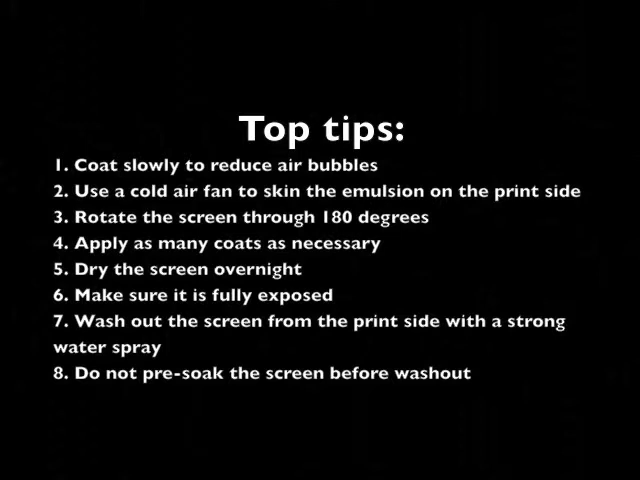 Top tips:
1. Coat slowly to reduce air bubbles
2. Use a cold air fan to skin the emulsion on the print side
3. Rotate the screen through 180 degrees
4. Apply as many coats as necessary
5. Dry the screen overnight
6. Make sure it is fully exposed
7. Wash out the screen from the print side with a strong
water spray
8. Do not pre-soak the screen before washout